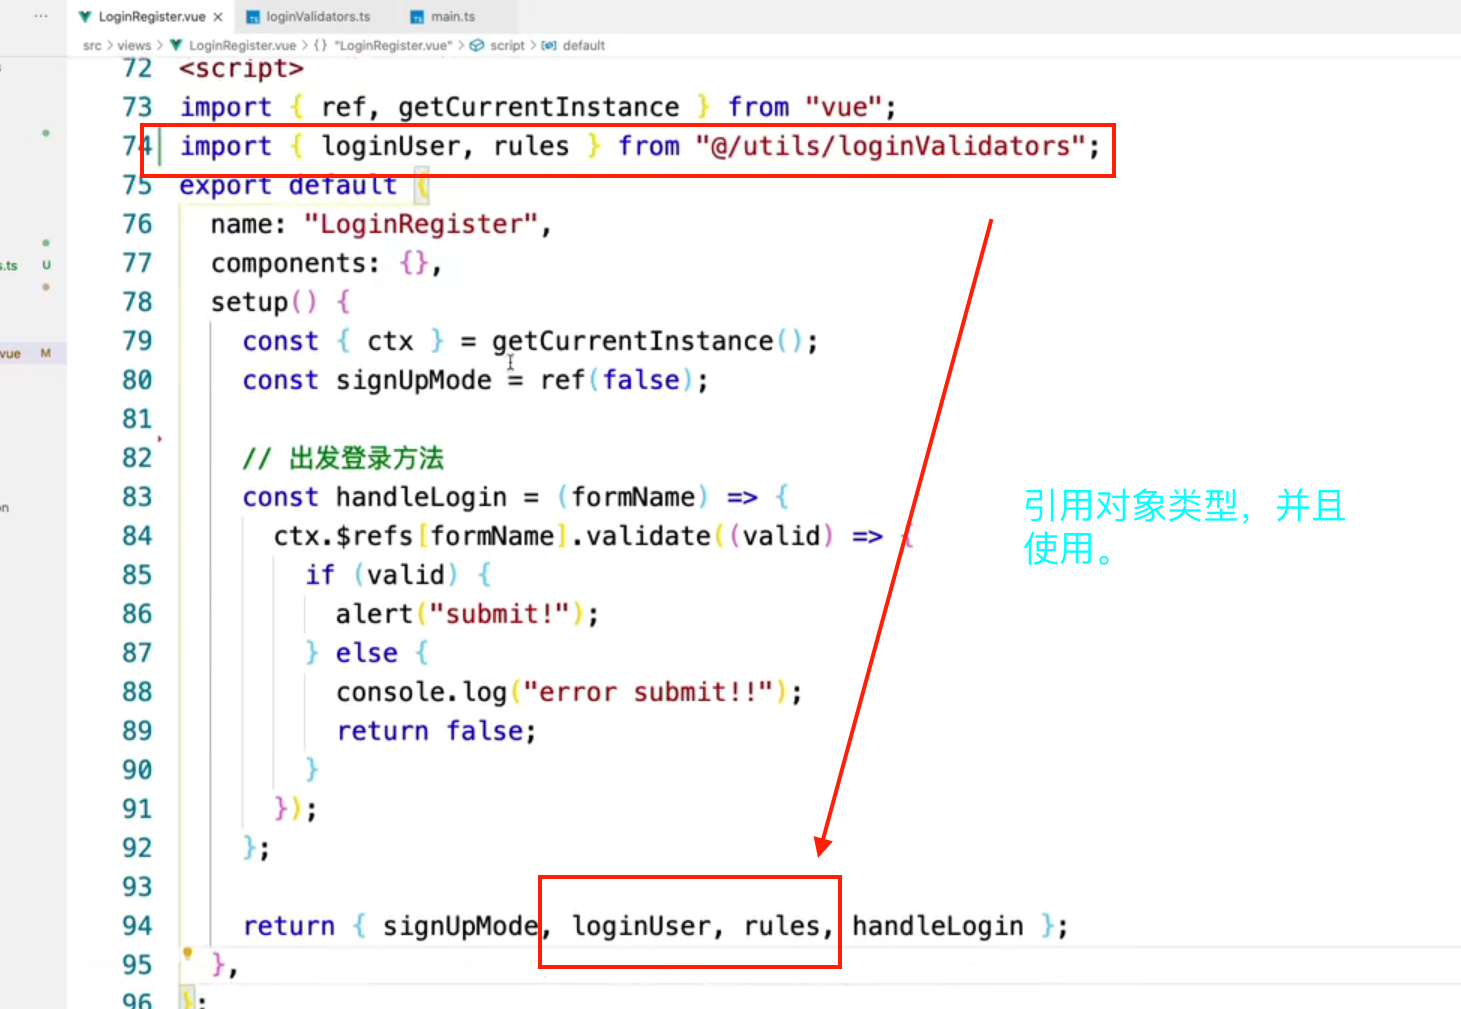 ··· LoginRegister.vue × TS loginValidators.ts TS main.ts
src > views > LoginRegister.vue > {} "LoginRegister.vue" > script > default
72 <script>
73 import { ref, getCurrentInstance } from "vue";
74 import { loginUser, rules } from "@/utils/loginValidators";
75 export default {
76 name: "LoginRegister",
77 components: {},
78 setup() {
79 const { ctx } = getCurrentInstance();
80 const signUpMode = ref(false);
81
82 // 出发登录方法
83 const handleLogin = (formName) => {
84 ctx.$refs[formName].validate((valid) => {
85 if (valid) {
86 alert("submit!");
87 } else {
88 console.log("error submit!!");
89 return false;
90 }
91 });
92 };
93
94 return { signUpMode, loginUser, rules, handleLogin };
95 },
96 };
s.ts U
vue M
on
引用对象类型，并且
使用。